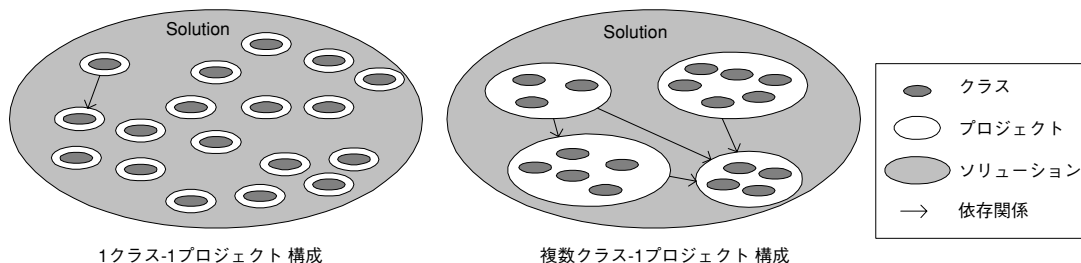 Solution
Solution
クラス
プロジェクト
ソリューション
依存関係
1クラス-1プロジェクト 構成
複数クラス-1プロジェクト 構成